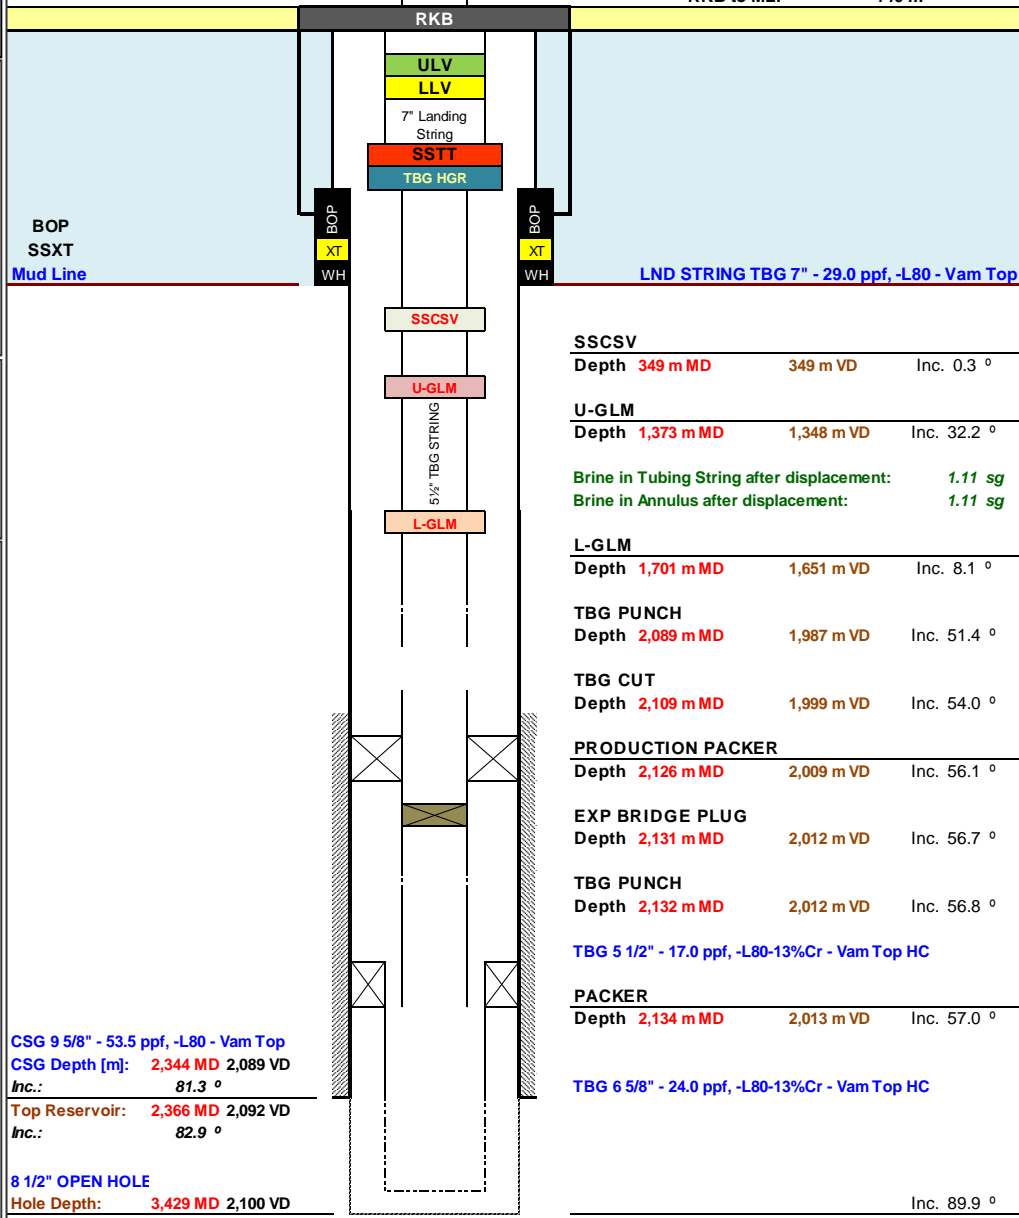 RKB
ULV
LLV
7" Landing
String
SSTT
TBG HGR
BOP
BOP
BOP
SSXT
XT
XT
Mud Line
WH
WH
LND STRING TBG 7" - 29.0 ppf, -L80 - Vam Top
SSCSV
SSCSV
Depth 349 m MD 349 m VD Inc. 0.3 º
U-GLM
U-GLM
Depth 1,373 m MD 1,348 m VD Inc. 32.2 º
5½" TBG STRING
Brine in Tubing String after displacement: 1.11 sg
Brine in Annulus after displacement: 1.11 sg
L-GLM
L-GLM
Depth 1,701 m MD 1,651 m VD Inc. 8.1 º
TBG PUNCH
Depth 2,089 m MD 1,987 m VD Inc. 51.4 º
TBG CUT
Depth 2,109 m MD 1,999 m VD Inc. 54.0 º
PRODUCTION PACKER
Depth 2,126 m MD 2,009 m VD Inc. 56.1 º
EXP BRIDGE PLUG
Depth 2,131 m MD 2,012 m VD Inc. 56.7 º
TBG PUNCH
Depth 2,132 m MD 2,012 m VD Inc. 56.8 º
TBG 5 1/2" - 17.0 ppf, -L80-13%Cr - Vam Top HC
PACKER
Depth 2,134 m MD 2,013 m VD Inc. 57.0 º
CSG 9 5/8" - 53.5 ppf, -L80 - Vam Top
CSG Depth [m]: 2,344 MD 2,089 VD
Inc.: 81.3 º
TBG 6 5/8" - 24.0 ppf, -L80-13%Cr - Vam Top HC
Top Reservoir: 2,366 MD 2,092 VD
Inc.: 82.9 º
8 1/2" OPEN HOLE
Hole Depth: 3,429 MD 2,100 VD
Inc. 89.9 º